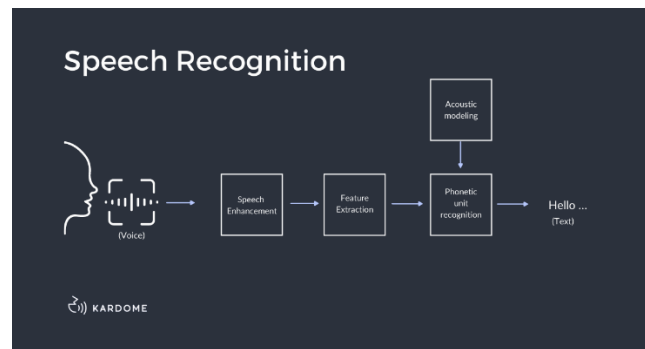 Speech Recognition
Acoustic
modeling
(Voice)
Speech
Enhancement
Feature
Extraction
Phonetic
unit
recognition
Hello ...
(Text)
KARDOME